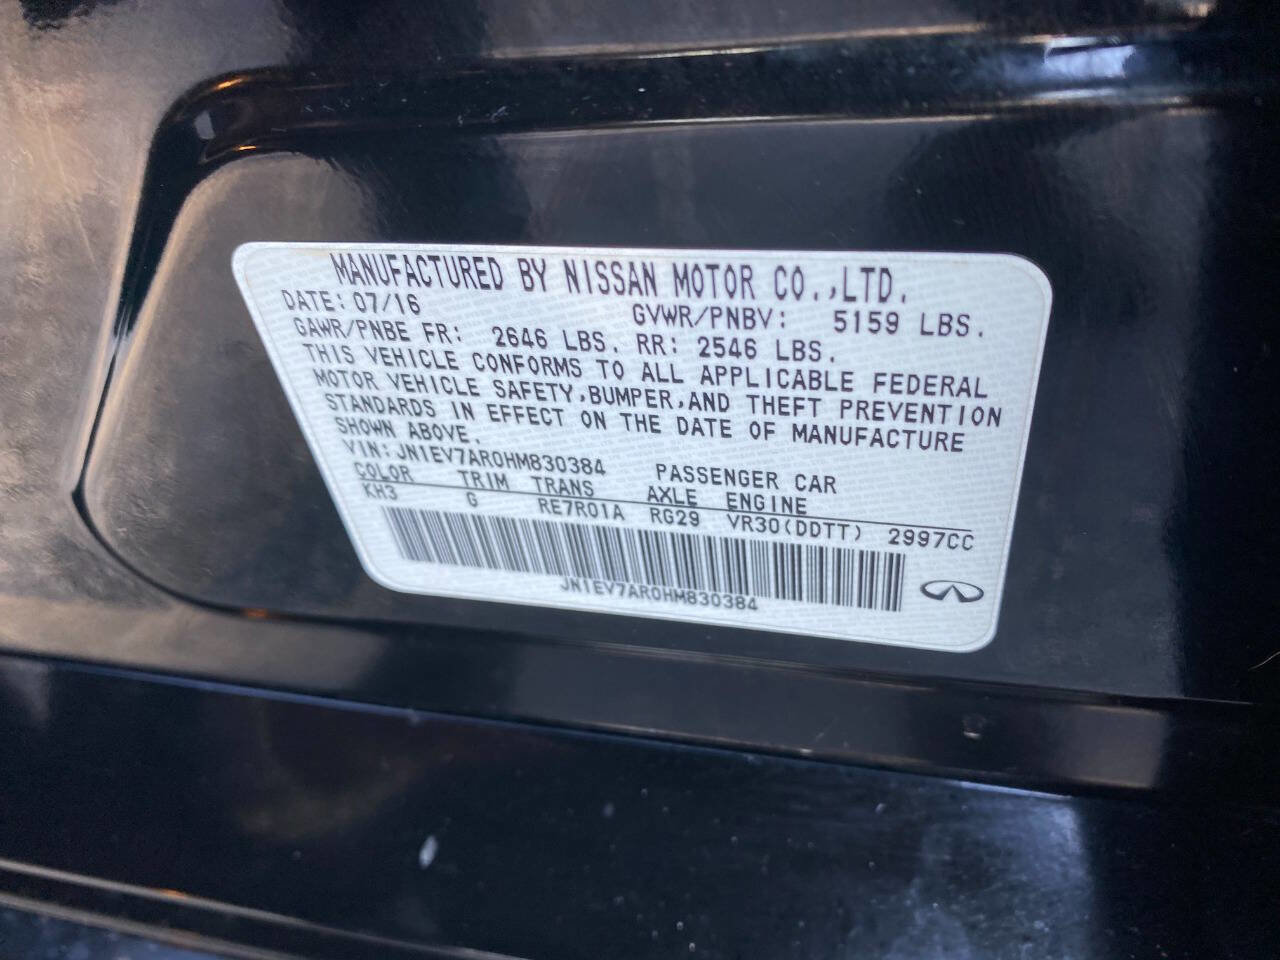 MANUFACTURED BY NISSAN MOTOR CO.,LTD.
DATE: 07/16 GVWR/PNBV: 5159 LBS.
GAWR/PNBE FR: 2646 LBS. RR: 2546 LBS.
THIS VEHICLE CONFORMS TO ALL APPLICABLE FEDERAL
MOTOR VEHICLE SAFETY,BUMPER,AND THEFT PREVENTION
STANDARDS IN EFFECT ON THE DATE OF MANUFACTURE
SHOWN ABOVE.
VIN: JN1EV7AR0HM830384 PASSENGER CAR
COLOR TRIM TRANS AXLE ENGINE
KH3 G RE7R01A RG29 VR30(DDTT) 2997CC
JN1EV7AR0HM830384